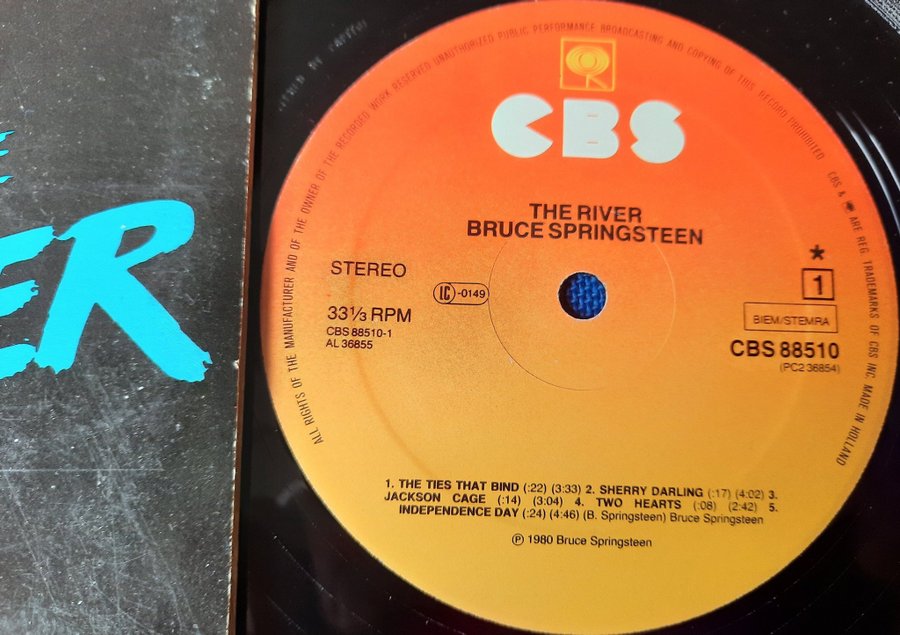 ER
ALL RIGHTS OF THE MANUFACTURER AND OF THE OWNER OF THE RECORDED WORK RESERVED UNAUTHORIZED PUBLIC PERFORMANCE BROADCASTING AND COPYING OF THIS RECORD PROHIBITED
CBS & ARE REG. TRADEMARKS OF CBS INC. MADE IN HOLLAND
CBS
THE RIVER
BRUCE SPRINGSTEEN
STEREO
LC -0149
33⅓ RPM
CBS 88510-1
AL 36855
*
1
BIEM/STEMRA
CBS 88510
(PC2 36854)
1. THE TIES THAT BIND (:22) (3:33) 2. SHERRY DARLING (:17) (4:02) 3.
JACKSON CAGE (:14) (3:04) 4. TWO HEARTS (:08) (2:42) 5.
INDEPENDENCE DAY (:24) (4:46) (B. Springsteen) Bruce Springsteen
℗ 1980 Bruce Springsteen